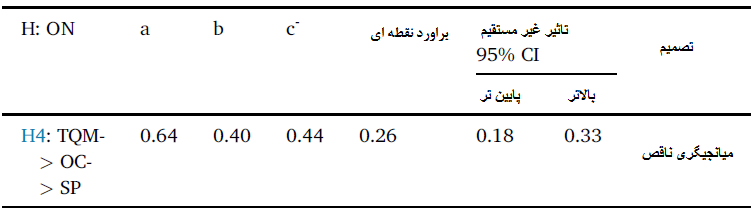 H: ON a b c- براورد نقطه ای تاثیر غیر مستقیم تصمیم
95% CI
پایین تر بالاتر
H4: TQM- 0.64 0.40 0.44 0.26 0.18 0.33 میانجیگری ناقص
> OC-
> SP